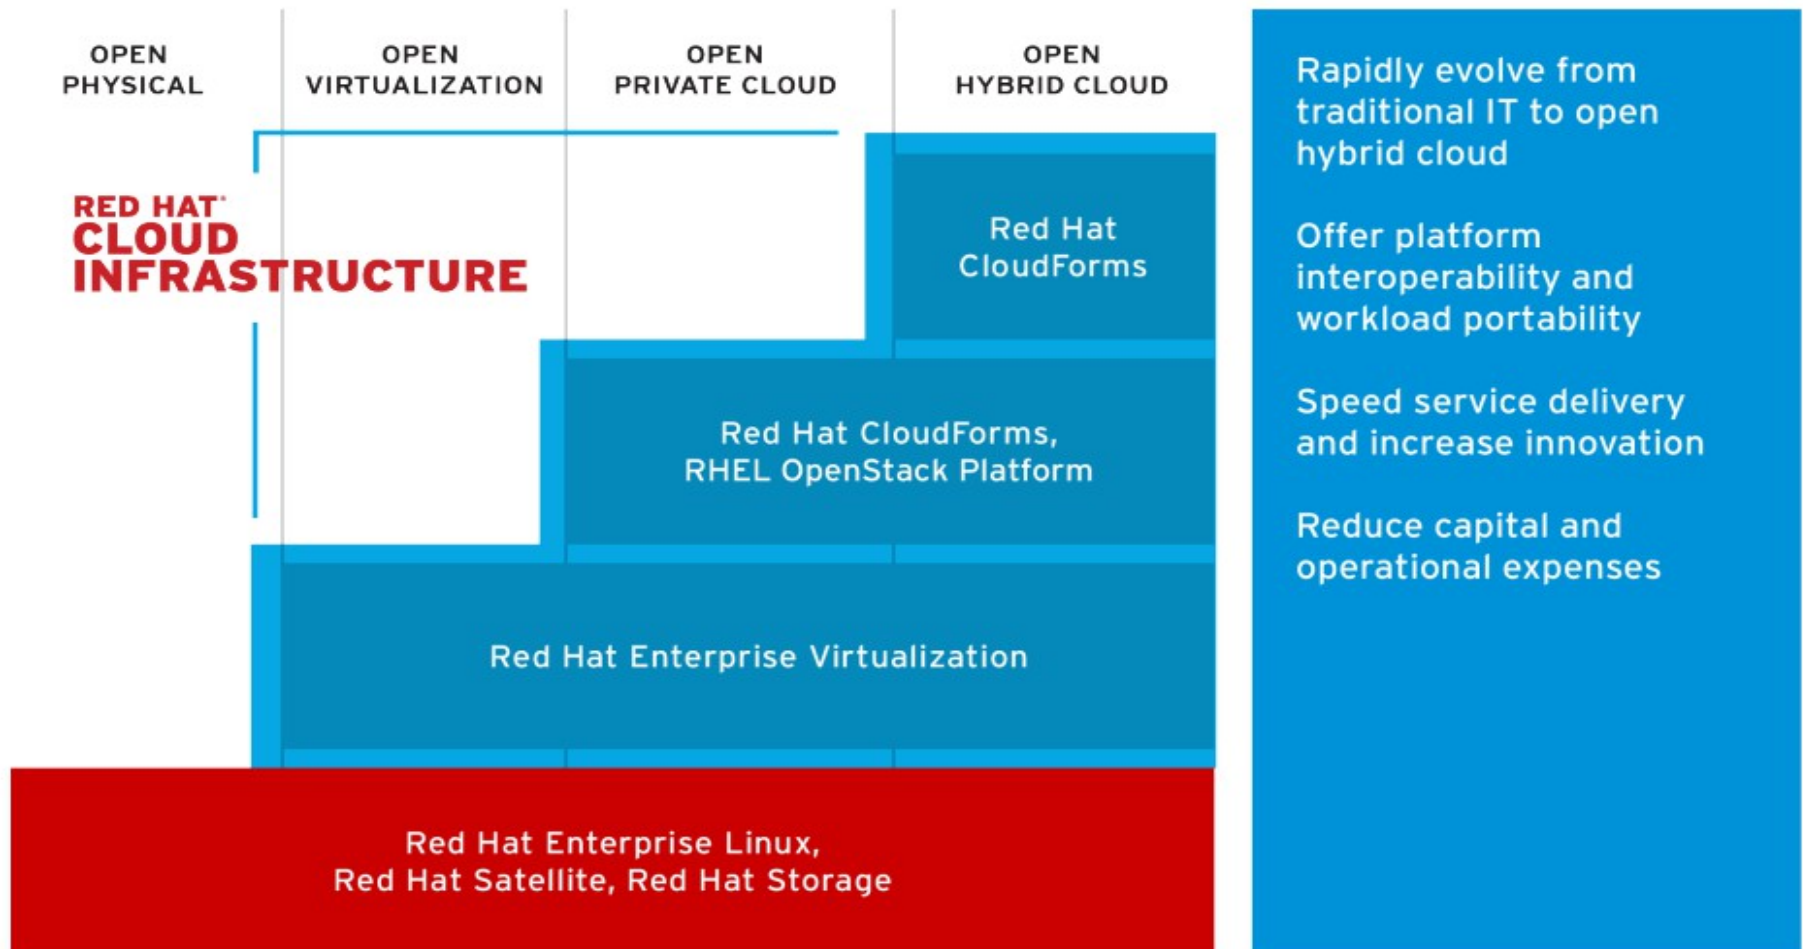 OPEN
PHYSICAL
OPEN
VIRTUALIZATION
OPEN
PRIVATE CLOUD
OPEN
HYBRID CLOUD
RED HAT®
CLOUD
INFRASTRUCTURE
Red Hat
CloudForms
Red Hat CloudForms,
RHEL OpenStack Platform
Red Hat Enterprise Virtualization
Red Hat Enterprise Linux,
Red Hat Satellite, Red Hat Storage
Rapidly evolve from
traditional IT to open
hybrid cloud
Offer platform
interoperability and
workload portability
Speed service delivery
and increase innovation
Reduce capital and
operational expenses